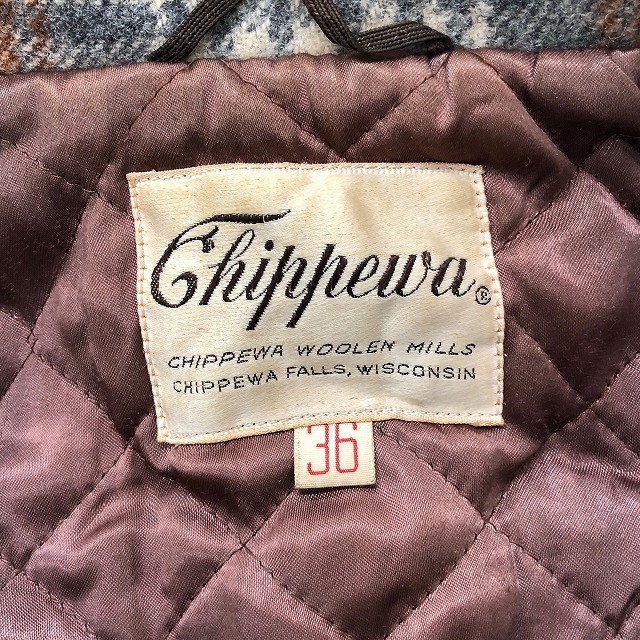 Chippewa®
CHIPPEWA WOOLEN MILLS
CHIPPEWA FALLS, WISCONSIN
36